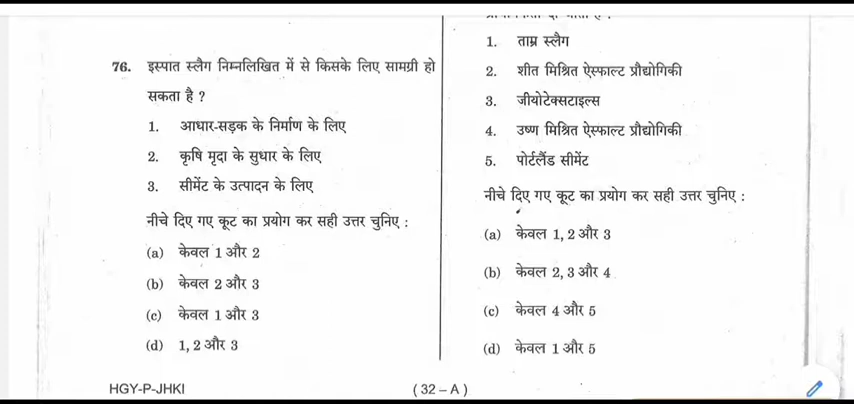 76. इस्पात स्लैग निम्नलिखित में से किसके लिए सामग्री हो
सकता है ?
1. आधार-सड़क के निर्माण के लिए
2. कृषि मृदा के सुधार के लिए
3. सीमेंट के उत्पादन के लिए
नीचे दिए गए कूट का प्रयोग कर सही उत्तर चुनिए :
(a) केवल 1 और 2
(b) केवल 2 और 3
(c) केवल 1 और 3
(d) 1, 2 और 3
1. ताम्र स्लैग
2. शीत मिश्रित ऐस्फाल्ट प्रौद्योगिकी
3. जीयोटेक्सटाइल्स
4. उष्ण मिश्रित ऐस्फाल्ट प्रौद्योगिकी
5. पोर्टलैंड सीमेंट
नीचे दिए गए कूट का प्रयोग कर सही उत्तर चुनिए :
(a) केवल 1, 2 और 3
(b) केवल 2, 3 और 4
(c) केवल 4 और 5
(d) केवल 1 और 5
HGY-P-JHKI
( 32 – A )